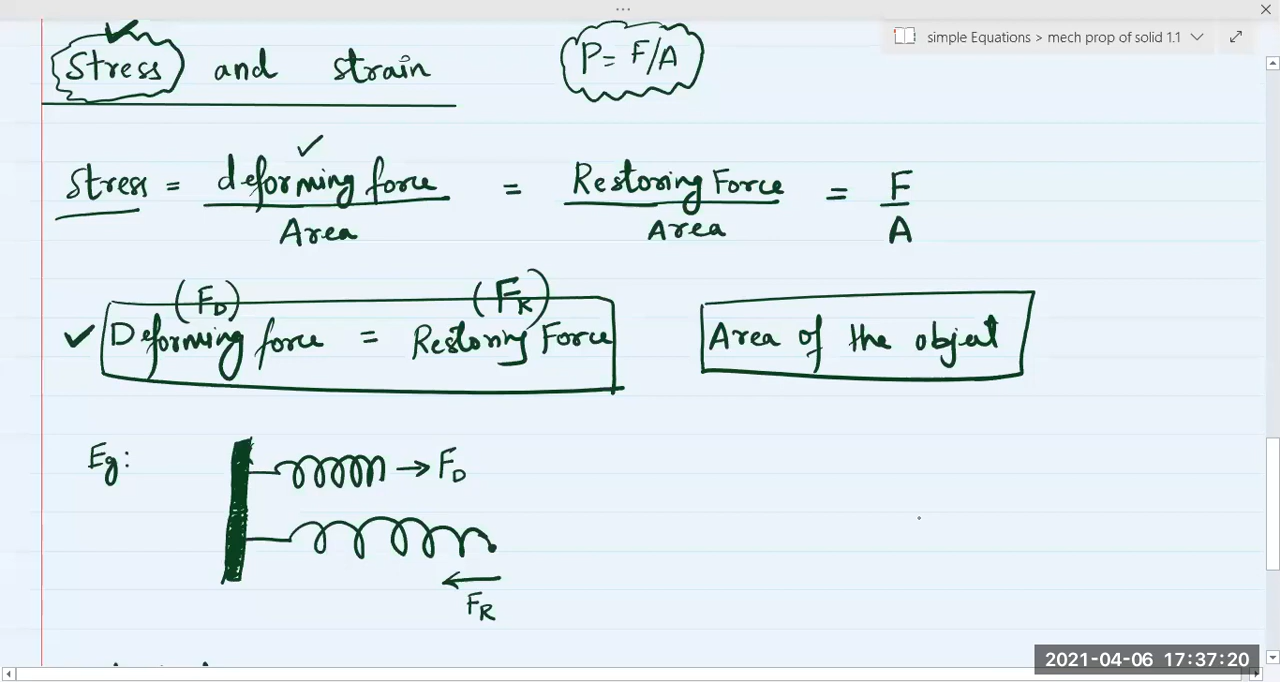 simple Equations > mech prop of solid 1.1
Stress and strain
P = F/A
Stress = deforming force / Area = Restoring Force / Area = F / A
(FD) (FR)
Deforming force = Restoring Force
Area of the object
Eg:
FD
FR
2021-04-06 17:37:20